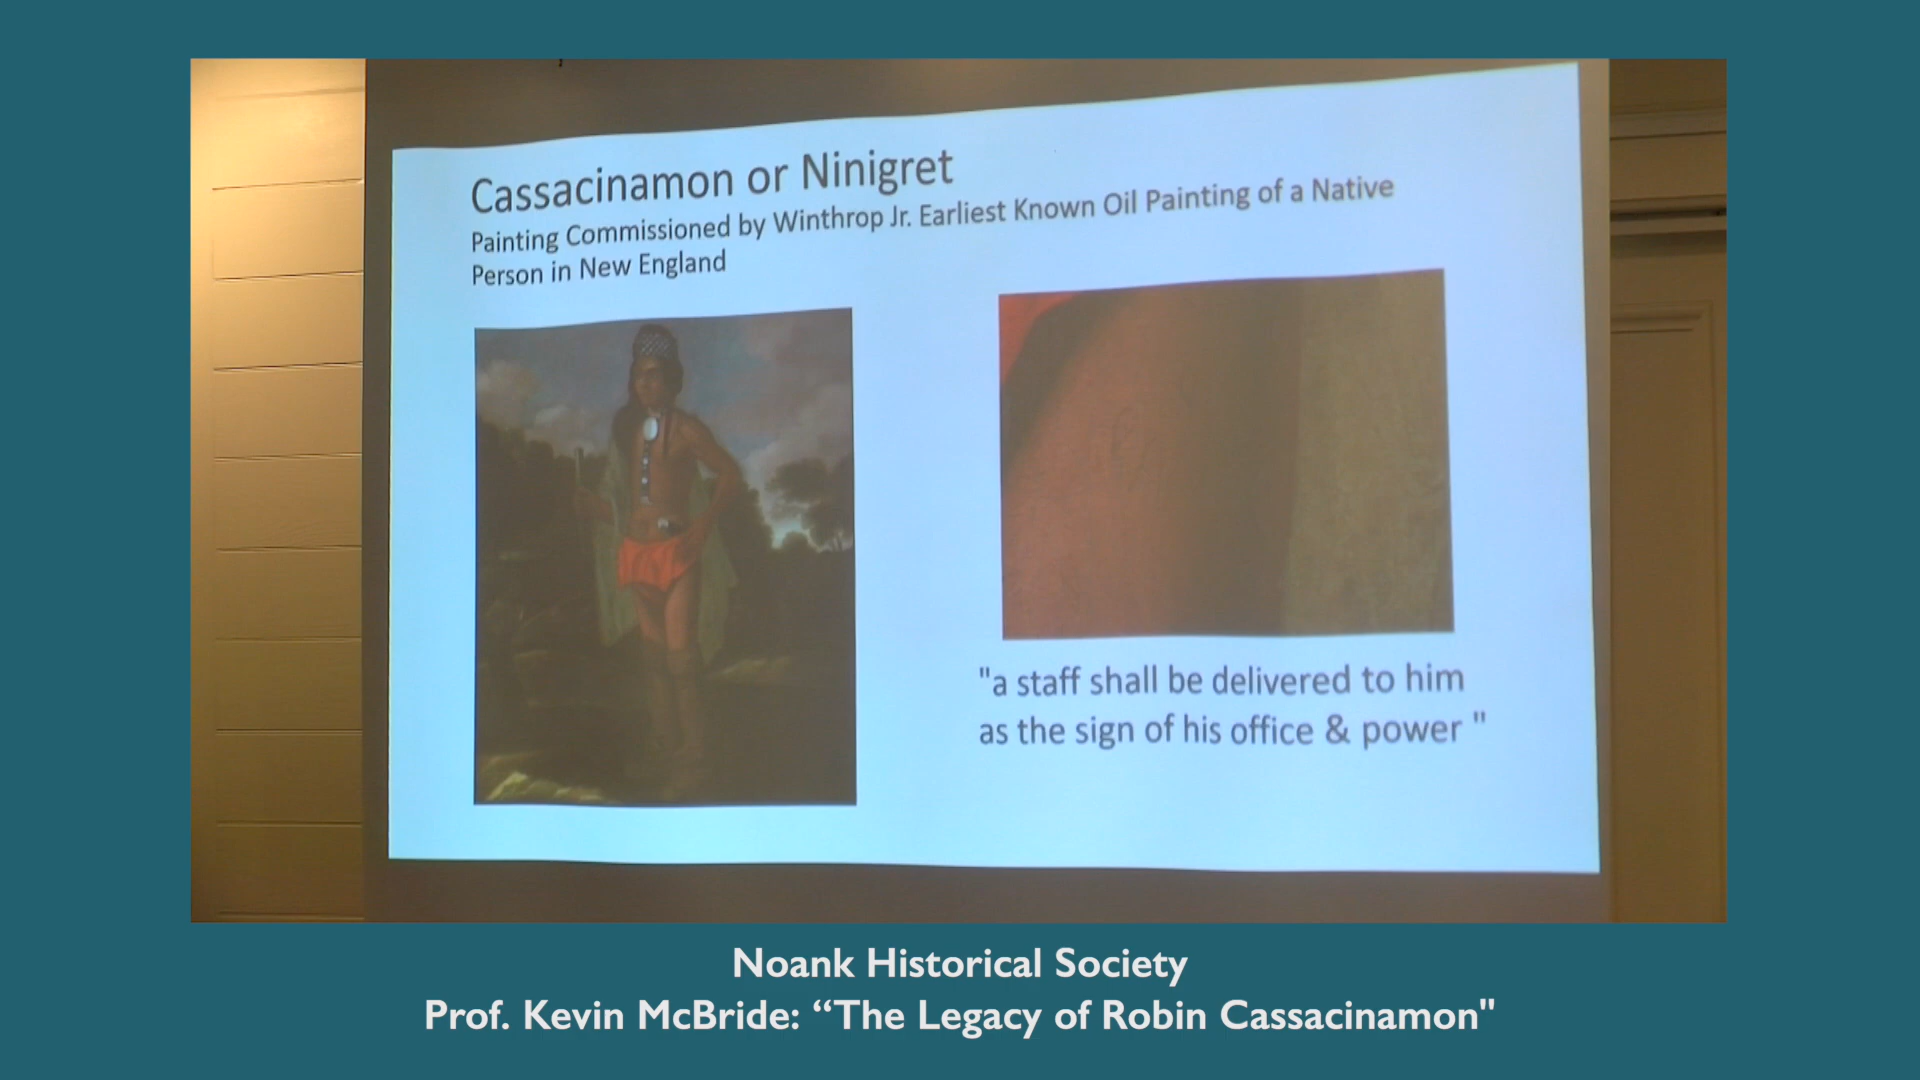 Cassacinamon or Ninigret
Painting Commissioned by Winthrop Jr. Earliest Known Oil Painting of a Native
Person in New England
"a staff shall be delivered to him
as the sign of his office & power "
Noank Historical Society
Prof. Kevin McBride: “The Legacy of Robin Cassacinamon"